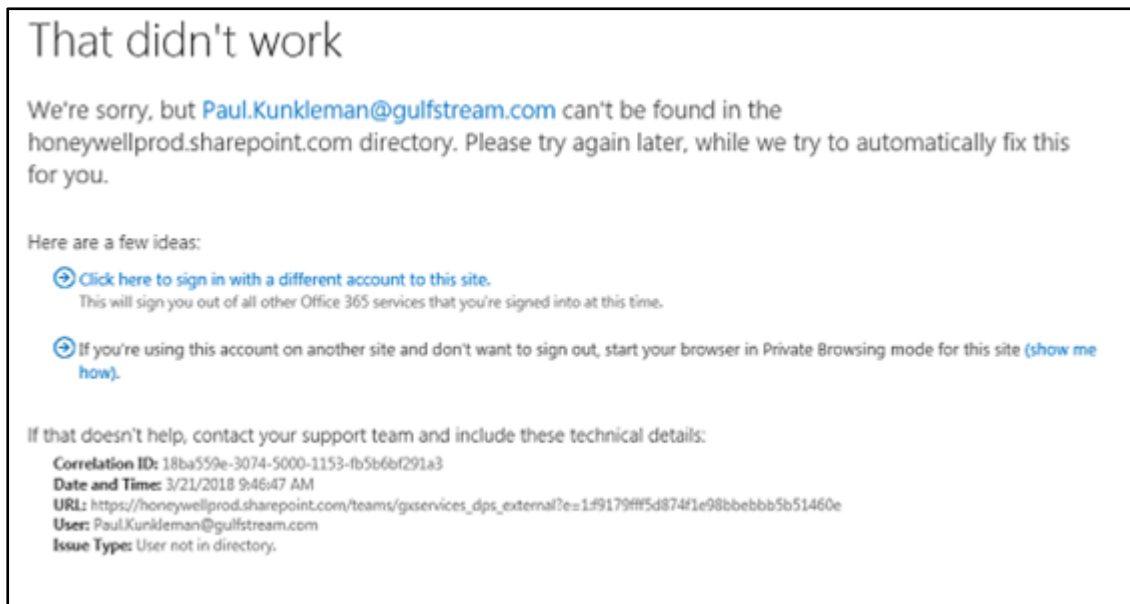 That didn't work
We're sorry, but Paul.Kunkleman@gulfstream.com can't be found in the
honeywellprod.sharepoint.com directory. Please try again later, while we try to automatically fix this
for you.
Here are a few ideas:
Click here to sign in with a different account to this site.
This will sign you out of all other Office 365 services that you're signed into at this time.
If you're using this account on another site and don't want to sign out, start your browser in Private Browsing mode for this site (show me
how).
If that doesn't help, contact your support team and include these technical details:
Correlation ID: 18ba559e-3074-5000-1153-fb5b6bf291a3
Date and Time: 3/21/2018 9:46:47 AM
URL: https://honeywellprod.sharepoint.com/teams/gxservices_dps_external?e=1:f9179fff5d874f1e98bbebbb5b51460e
User: Paul.Kunkleman@gulfstream.com
Issue Type: User not in directory.